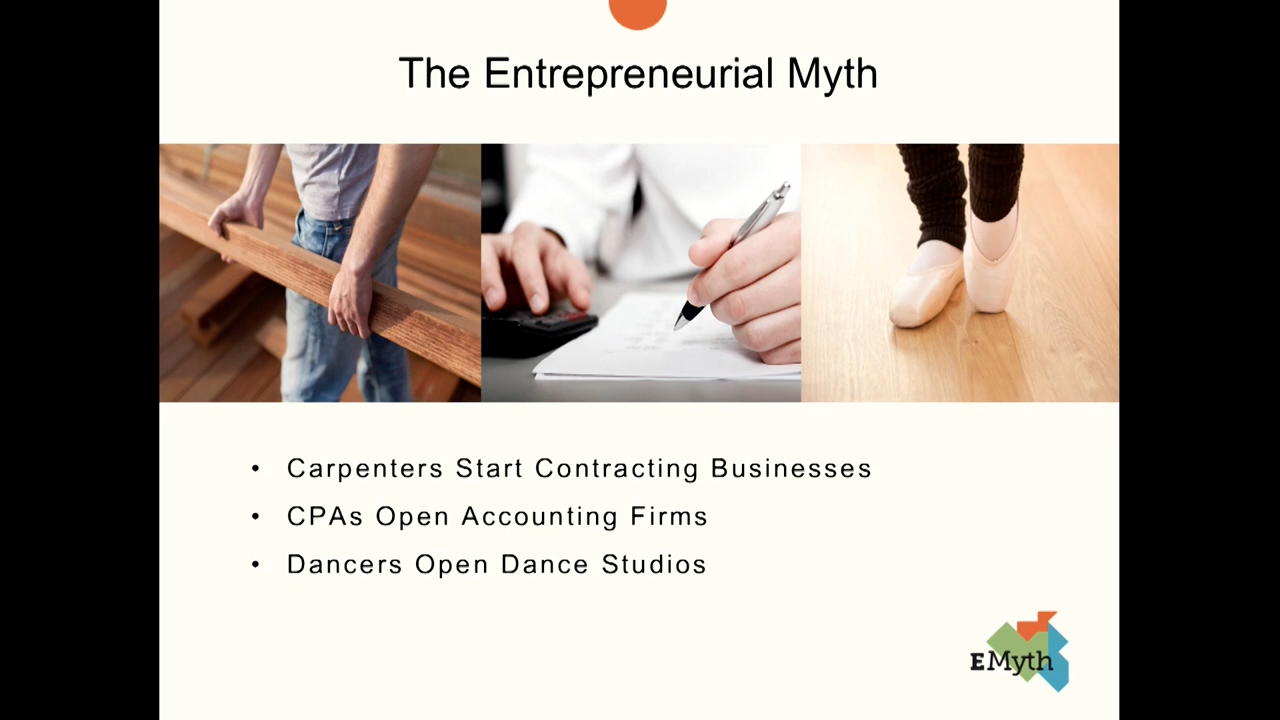 The Entrepreneurial Myth
• Carpenters Start Contracting Businesses
• CPAs Open Accounting Firms
• Dancers Open Dance Studios
EMyth